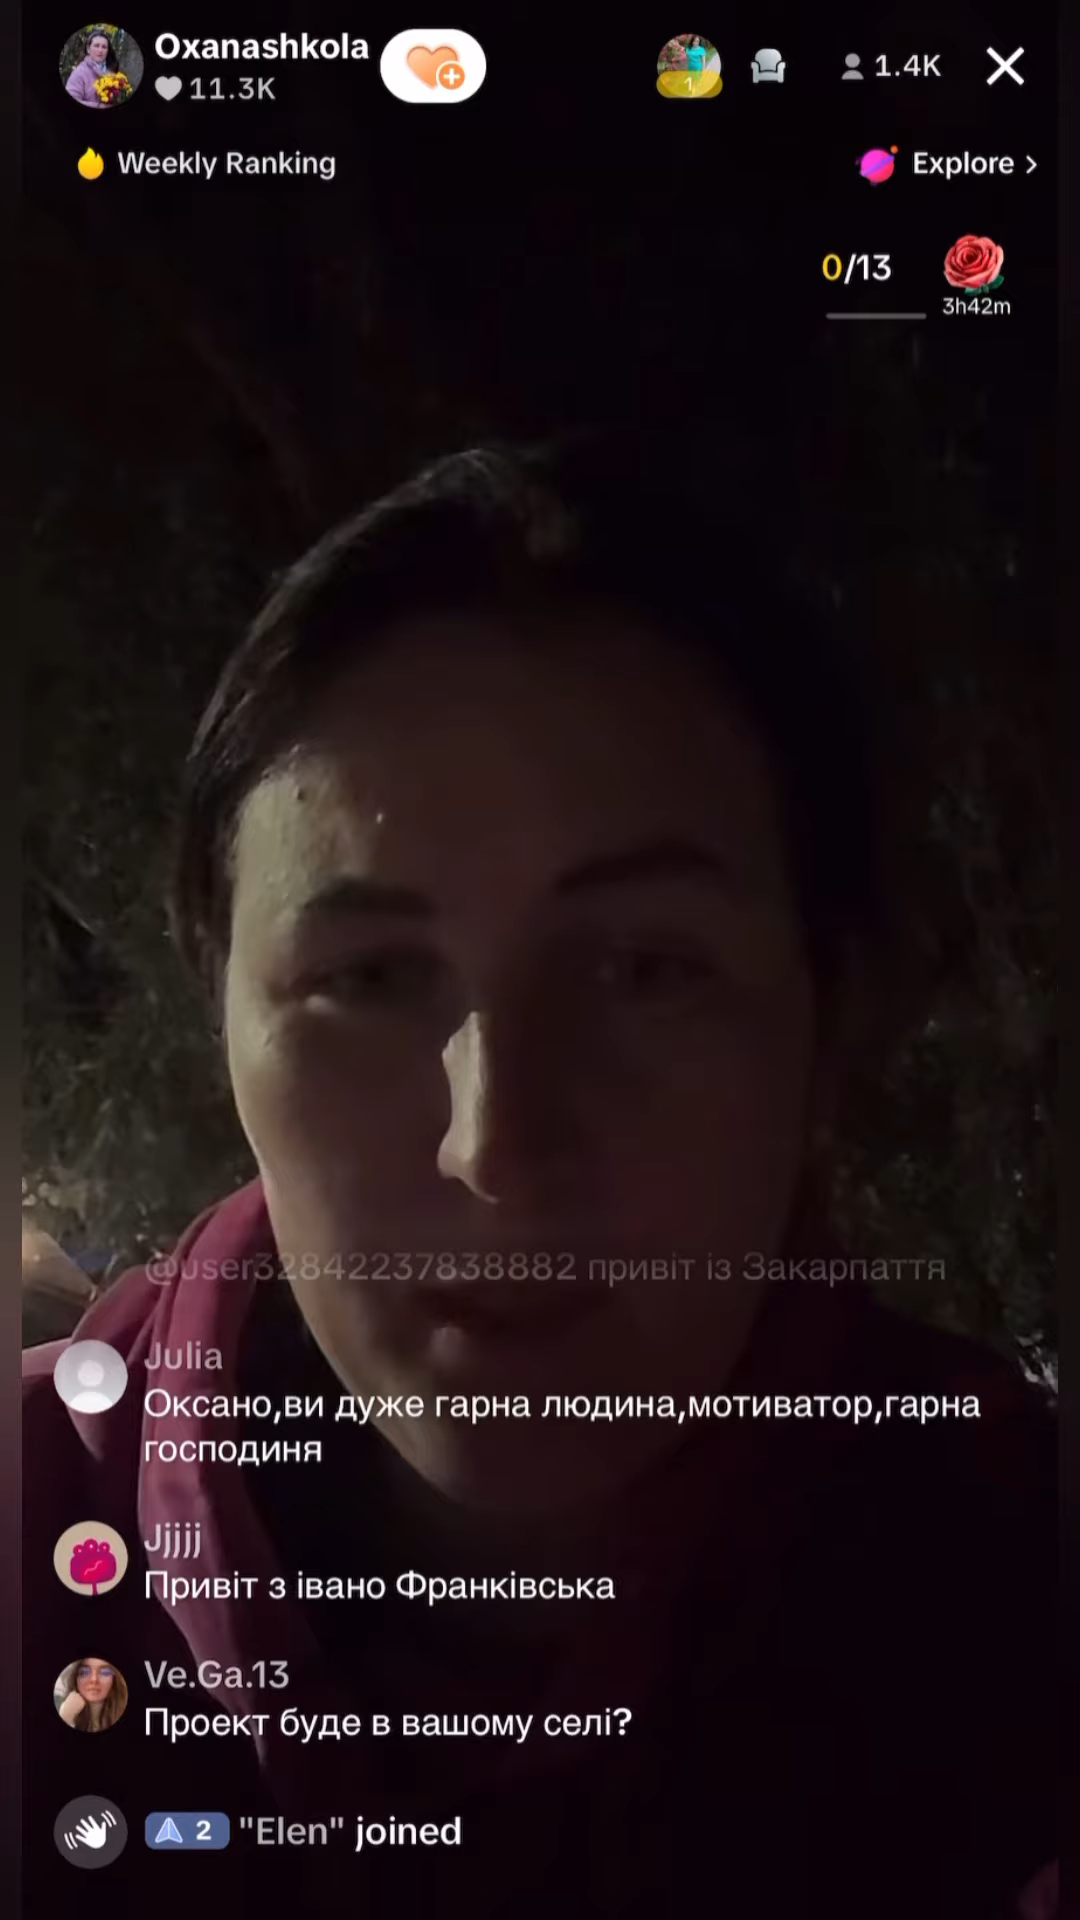 Oxanashkola
11.3K
1
1.4K
Weekly Ranking
Explore >
0/13
3h42m
@user32842237838882 привіт із Закарпаття
Julia
Оксано,ви дуже гарна людина,мотиватор,гарна
господиня
Jjjjj
Привіт з івано Франківська
Ve.Ga.13
Проект буде в вашому селі?
2 "Elen" joined